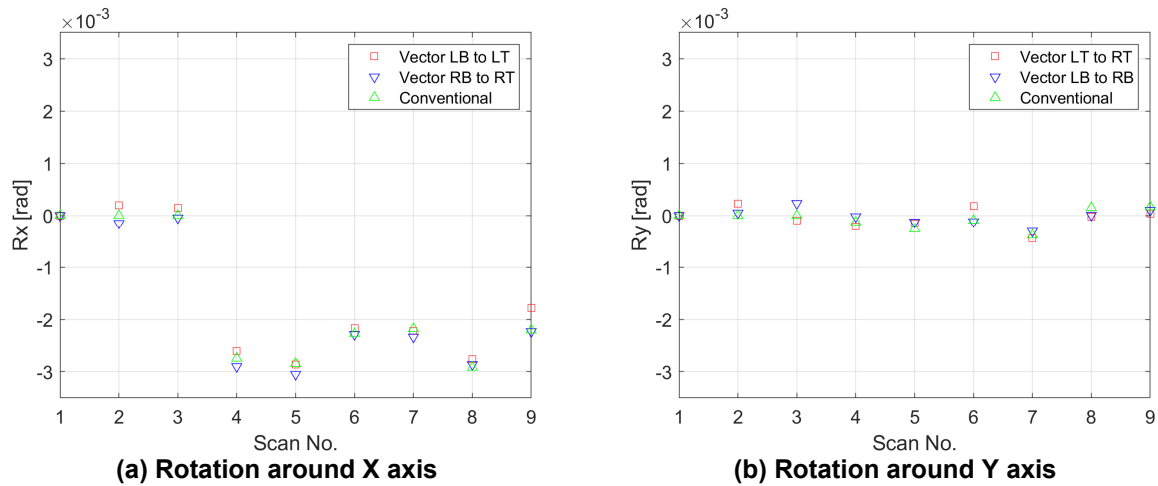 ×10⁻³
3
2
1
0
-1
-2
-3
Rx [rad]
Vector LB to LT
Vector RB to RT
Conventional
1 2 3 4 5 6 7 8 9
Scan No.
(a) Rotation around X axis
×10⁻³
3
2
1
0
-1
-2
-3
Ry [rad]
Vector LT to RT
Vector LB to RB
Conventional
1 2 3 4 5 6 7 8 9
Scan No.
(b) Rotation around Y axis